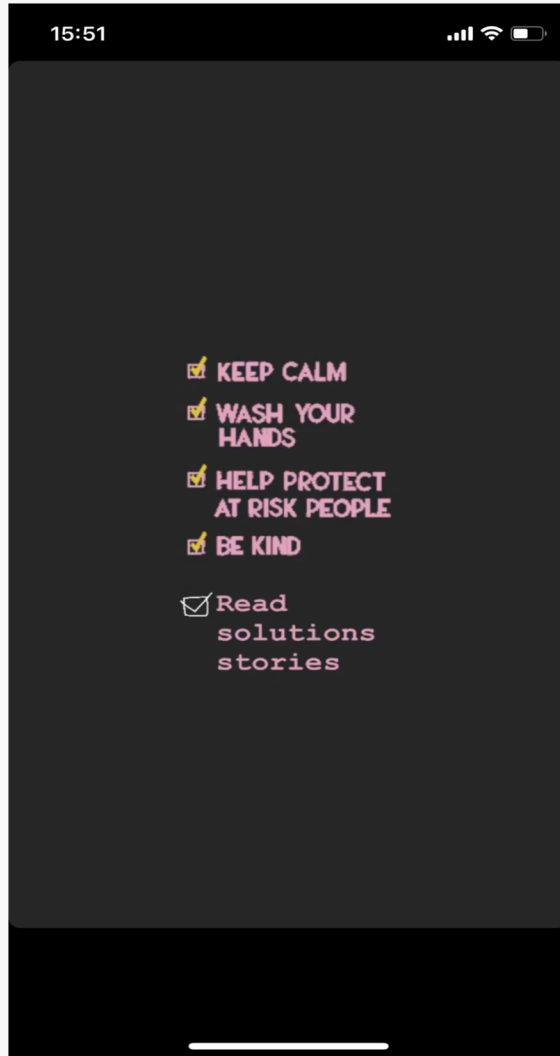 15:51
KEEP CALM
WASH YOUR
HANDS
HELP PROTECT
AT RISK PEOPLE
BE KIND
Read
solutions
stories